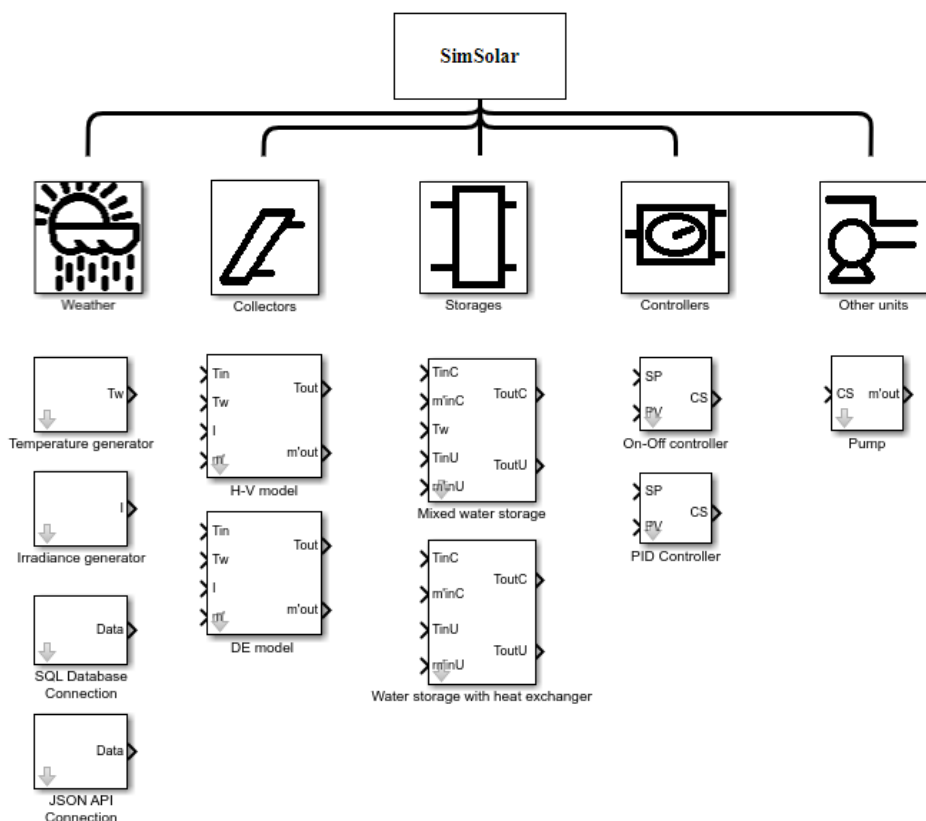 SimSolar
Weather
Collectors
Storages
Controllers
Other units
Tw
Temperature generator
I
Irradiance generator
Data
SQL Database
Connection
Data
JSON API
Connection
Tin
Tw
I
m'
Tout
m'out
H-V model
Tin
Tw
I
m'
Tout
m'out
DE model
TinC
m'inC
Tw
TinU
m'inU
ToutC
ToutU
Mixed water storage
TinC
m'inC
TinU
m'inU
ToutC
ToutU
Water storage with heat exchanger
SP
PV
CS
On-Off controller
SP
PV
CS
PID Controller
CS
m'out
Pump